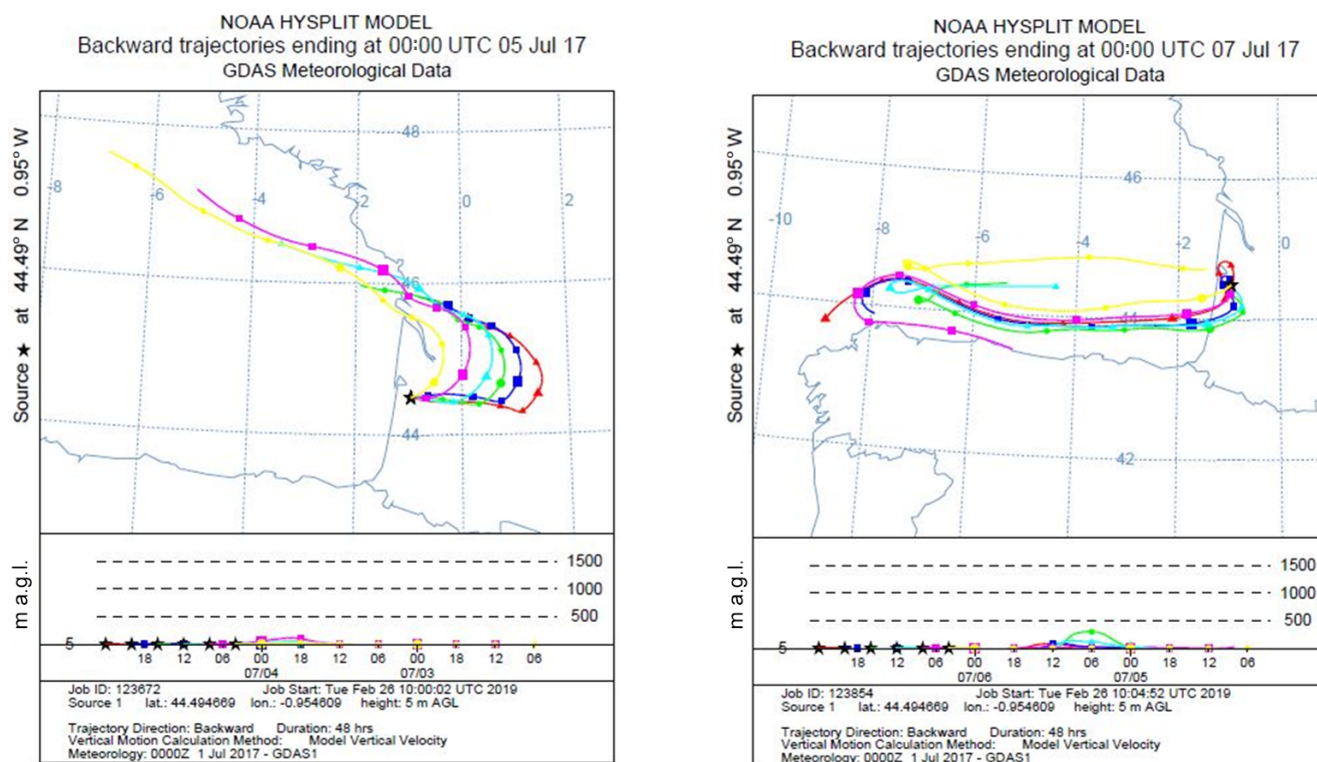 NOAA HYSPLIT MODEL
Backward trajectories ending at 00:00 UTC 05 Jul 17
GDAS Meteorological Data
Source ★ at 44.49° N 0.95° W
-8
-6
-4
-2
0
2
48
46
44
m a.g.l.
1500
1000
500
5
18 12 06 00 18 12 06 00 18 12 06
07/04 07/03
Job ID: 123672 Job Start: Tue Feb 26 10:00:02 UTC 2019
Source 1 lat.: 44.494669 lon.: -0.954609 height: 5 m AGL
Trajectory Direction: Backward Duration: 48 hrs
Vertical Motion Calculation Method: Model Vertical Velocity
Meteorology: 0000Z 1 Jul 2017 - GDAS1
NOAA HYSPLIT MODEL
Backward trajectories ending at 00:00 UTC 07 Jul 17
GDAS Meteorological Data
Source ★ at 44.49° N 0.95° W
-10
-8
-6
-4
-2
0
46
44
42
m a.g.l.
1500
1000
500
5
18 12 06 00 18 12 06 00 18 12 06
07/06 07/05
Job ID: 123854 Job Start: Tue Feb 26 10:04:52 UTC 2019
Source 1 lat.: 44.494669 lon.: -0.954609 height: 5 m AGL
Trajectory Direction: Backward Duration: 48 hrs
Vertical Motion Calculation Method: Model Vertical Velocity
Meteorology: 0000Z 1 Jul 2017 - GDAS1